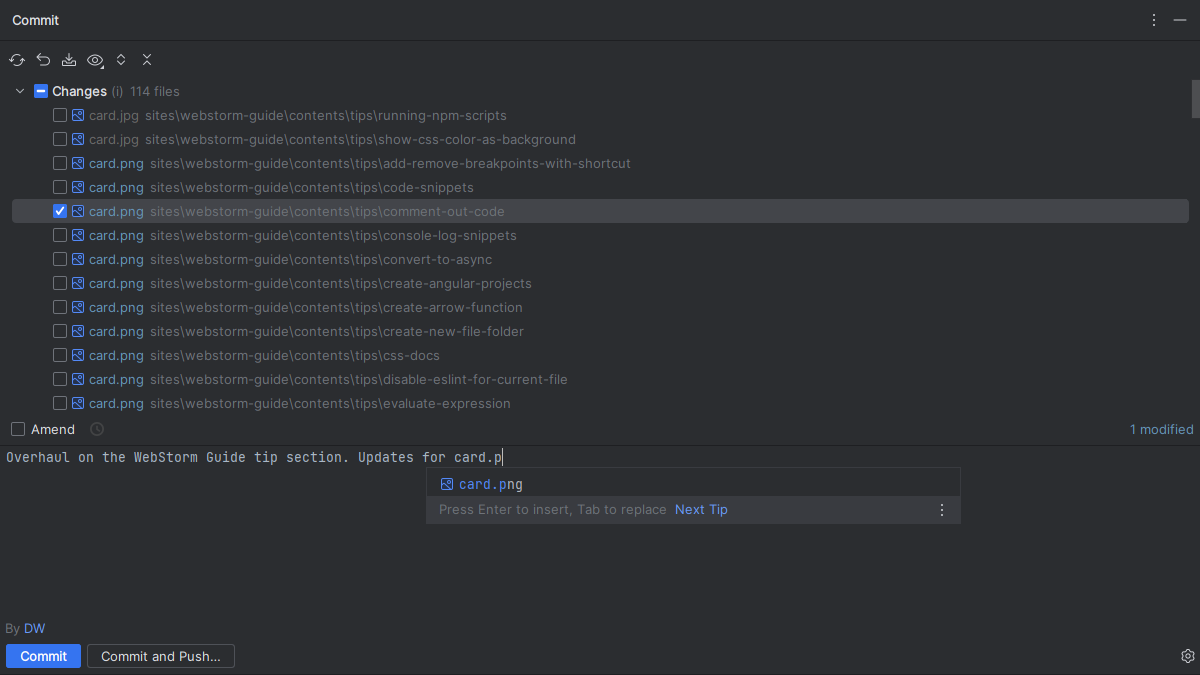 Commit
Changes (i) 114 files
card.jpg sites\webstorm-guide\contents\tips\running-npm-scripts
card.jpg sites\webstorm-guide\contents\tips\show-css-color-as-background
card.png sites\webstorm-guide\contents\tips\add-remove-breakpoints-with-shortcut
card.png sites\webstorm-guide\contents\tips\code-snippets
card.png sites\webstorm-guide\contents\tips\comment-out-code
card.png sites\webstorm-guide\contents\tips\console-log-snippets
card.png sites\webstorm-guide\contents\tips\convert-to-async
card.png sites\webstorm-guide\contents\tips\create-angular-projects
card.png sites\webstorm-guide\contents\tips\create-arrow-function
card.png sites\webstorm-guide\contents\tips\create-new-file-folder
card.png sites\webstorm-guide\contents\tips\css-docs
card.png sites\webstorm-guide\contents\tips\disable-eslint-for-current-file
card.png sites\webstorm-guide\contents\tips\evaluate-expression
Amend 1 modified
Overhaul on the WebStorm Guide tip section. Updates for card.p
card.png
Press Enter to insert, Tab to replace Next Tip
By DW
Commit Commit and Push...